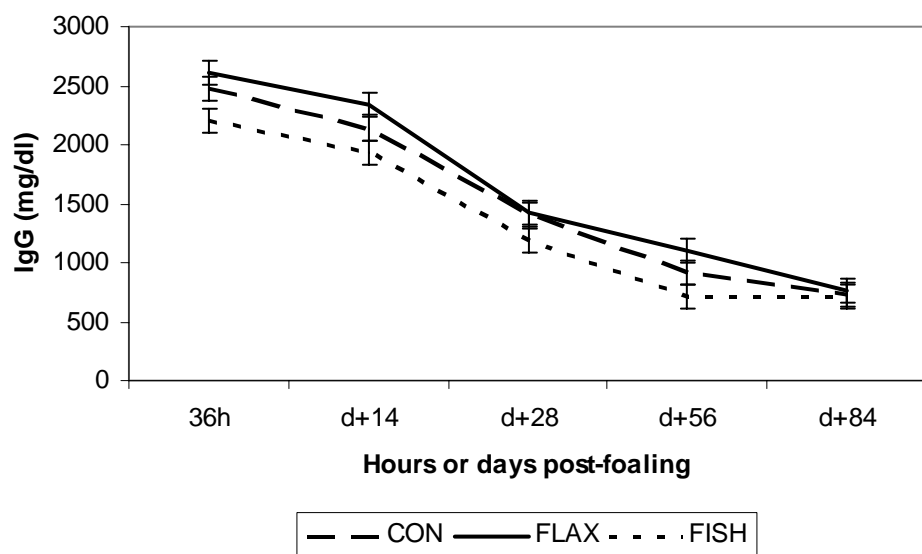 3000
2500
2000
1500
1000
500
0
IgG (mg/dl)
36h d+14 d+28 d+56 d+84
Hours or days post-foaling
CON FLAX FISH